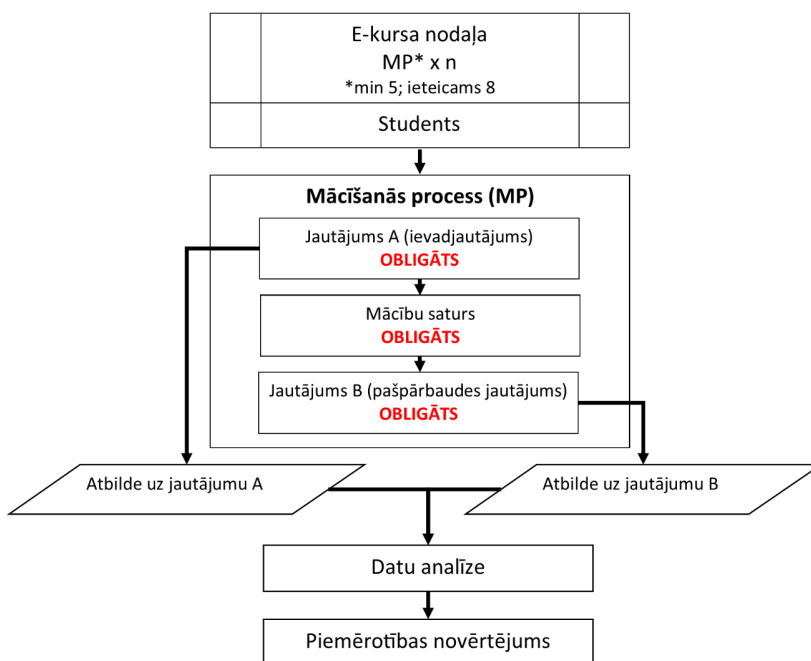 E-kursa nodaļa
MP* x n
*min 5; ieteicams 8
Students
Mācīšanās process (MP)
Jautājums A (ievadjautājums)
OBLIGĀTS
Mācību saturs
OBLIGĀTS
Jautājums B (pašpārbaudes jautājums)
OBLIGĀTS
Atbilde uz jautājumu A
Atbilde uz jautājumu B
Datu analīze
Piemērotības novērtējums